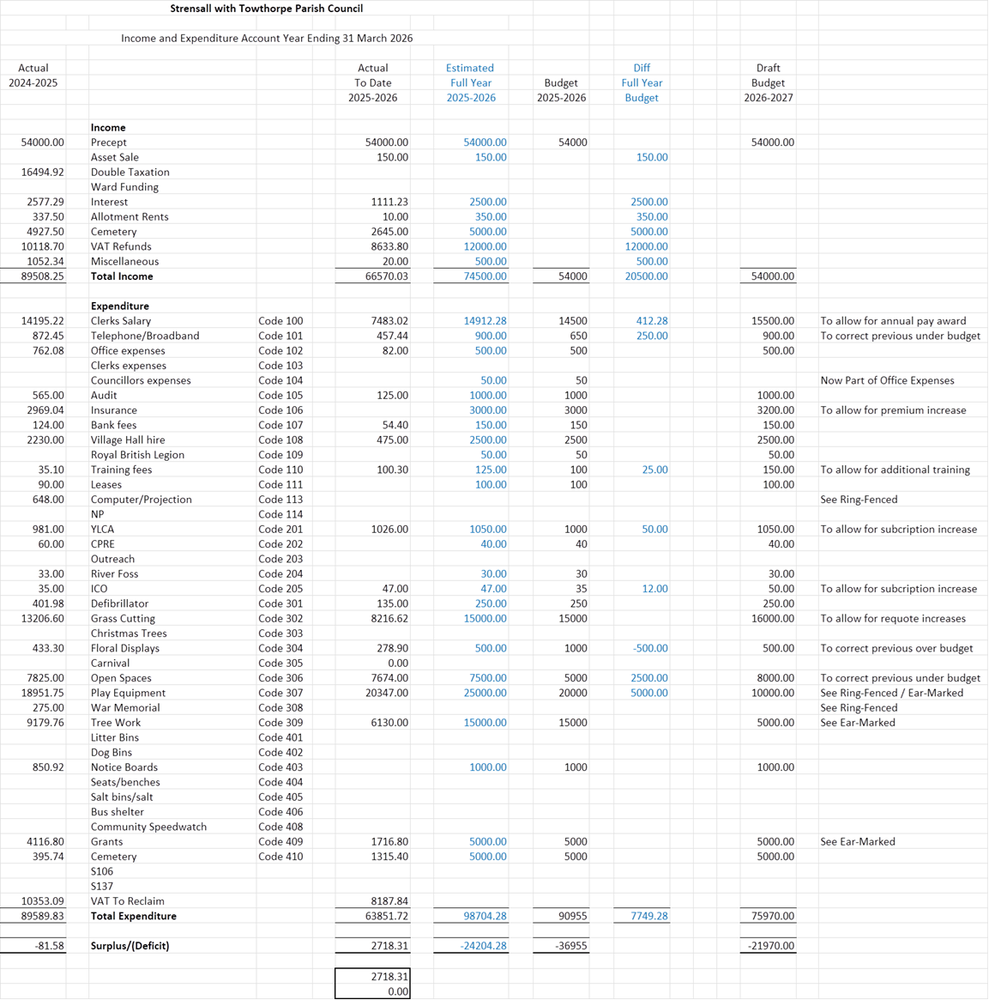 Strensall with Towthorpe Parish Council
Income and Expenditure Account Year Ending 31 March 2026
Actual Actual Estimated Diff Draft
2024-2025 To Date Full Year Budget Full Year Budget
2025-2026 2025-2026 2025-2026 Budget 2026-2027
Income
54000.00 Precept 54000.00 54000.00 54000 54000.00
Asset Sale 150.00 150.00 150.00
16494.92 Double Taxation
Ward Funding
2577.29 Interest 1111.23 2500.00 2500.00
337.50 Allotment Rents 10.00 350.00 350.00
4927.50 Cemetery 2645.00 5000.00 5000.00
10118.70 VAT Refunds 8633.80 12000.00 12000.00
1052.34 Miscellaneous 20.00 500.00 500.00
89508.25 Total Income 66570.03 74500.00 54000 20500.00 54000.00
Expenditure
14195.22 Clerks Salary Code 100 7483.02 14912.28 14500 412.28 15500.00 To allow for annual pay award
872.45 Telephone/Broadband Code 101 457.44 900.00 650 250.00 900.00 To correct previous under budget
762.08 Office expenses Code 102 82.00 500.00 500 500.00
Clerks expenses Code 103
Councillors expenses Code 104 50.00 50 Now Part of Office Expenses
565.00 Audit Code 105 125.00 1000.00 1000 1000.00
2969.04 Insurance Code 106 3000.00 3000 3200.00 To allow for premium increase
124.00 Bank fees Code 107 54.40 150.00 150 150.00
2230.00 Village Hall hire Code 108 475.00 2500.00 2500 2500.00
Royal British Legion Code 109 50.00 50 50.00
35.10 Training fees Code 110 100.30 125.00 100 25.00 150.00 To allow for additional training
90.00 Leases Code 111 100.00 100 100.00
648.00 Computer/Projection Code 113 See Ring-Fenced
NP Code 114
981.00 YLCA Code 201 1026.00 1050.00 1000 50.00 1050.00 To allow for subcription increase
60.00 CPRE Code 202 40.00 40 40.00
Outreach Code 203
33.00 River Foss Code 204 30.00 30 30.00
35.00 ICO Code 205 47.00 47.00 35 12.00 50.00 To allow for subcription increase
401.98 Defibrillator Code 301 135.00 250.00 250 250.00
13206.60 Grass Cutting Code 302 8216.62 15000.00 15000 16000.00 To allow for requote increases
Christmas Trees Code 303
433.30 Floral Displays Code 304 278.90 500.00 1000 -500.00 500.00 To correct previous over budget
Carnival Code 305 0.00
7825.00 Open Spaces Code 306 7674.00 7500.00 5000 2500.00 8000.00 To correct previous under budget
18951.75 Play Equipment Code 307 20347.00 25000.00 20000 5000.00 10000.00 See Ring-Fenced / Ear-Marked
275.00 War Memorial Code 308 See Ring-Fenced
9179.76 Tree Work Code 309 6130.00 15000.00 15000 5000.00 See Ear-Marked
Litter Bins Code 401
Dog Bins Code 402
850.92 Notice Boards Code 403 1000.00 1000 1000.00
Seats/benches Code 404
Salt bins/salt Code 405
Bus shelter Code 406
Community Speedwatch Code 408
4116.80 Grants Code 409 1716.80 5000.00 5000 5000.00 See Ear-Marked
395.74 Cemetery Code 410 1315.40 5000.00 5000 5000.00
S106
S137
10353.09 VAT To Reclaim 8187.84
89589.83 Total Expenditure 63851.72 98704.28 90955 7749.28 75970.00
-81.58 Surplus/(Deficit) 2718.31 -24204.28 -36955 -21970.00
2718.31
0.00